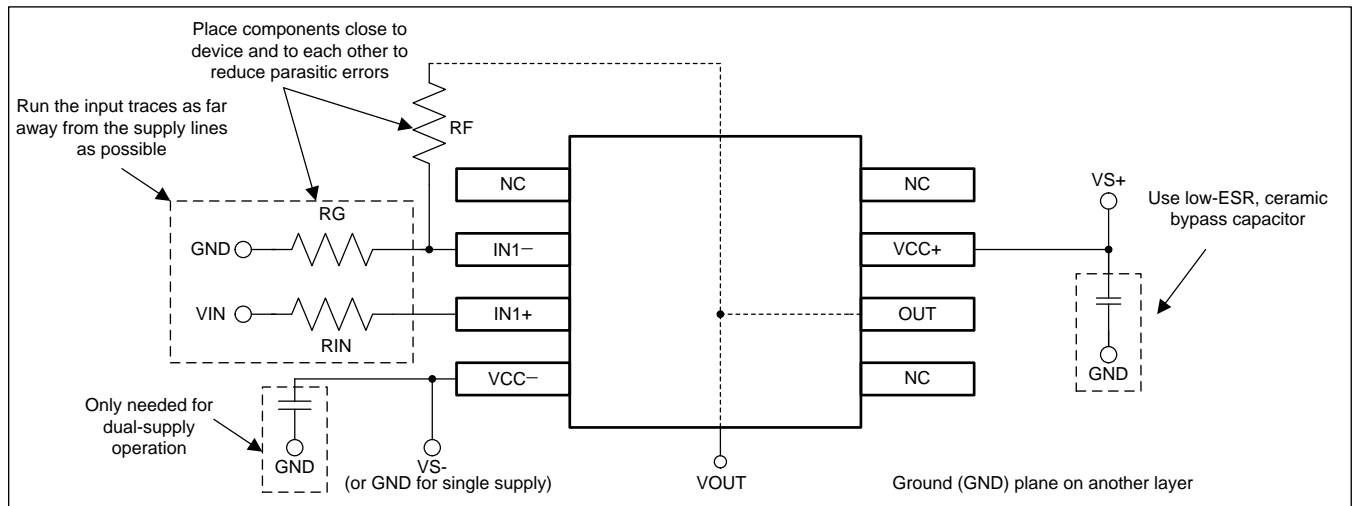 Place components close to
device and to each other to
reduce parasitic errors
Run the input traces as far
away from the supply lines
as possible
RF
NC
NC
VS+
Use low-ESR, ceramic
bypass capacitor
RG
GND
IN1−
VCC+
VIN
IN1+
OUT
RIN
VCC−
NC
GND
Only needed for
dual-supply
operation
GND
VS-
(or GND for single supply)
VOUT
Ground (GND) plane on another layer